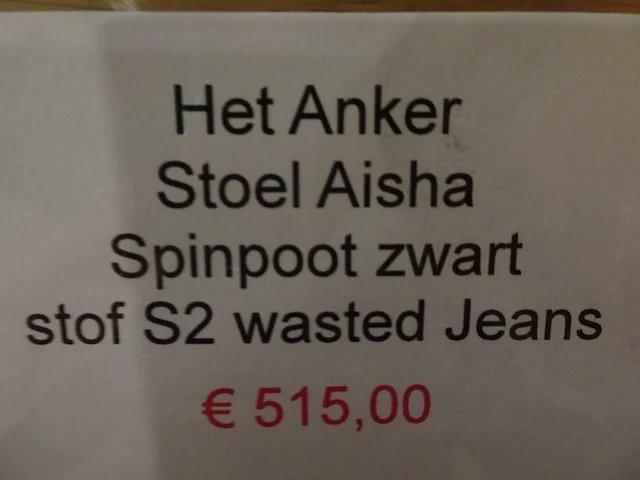 Het Anker
Stoel Aisha
Spinpoot zwart
stof S2 wasted Jeans
€ 515,00